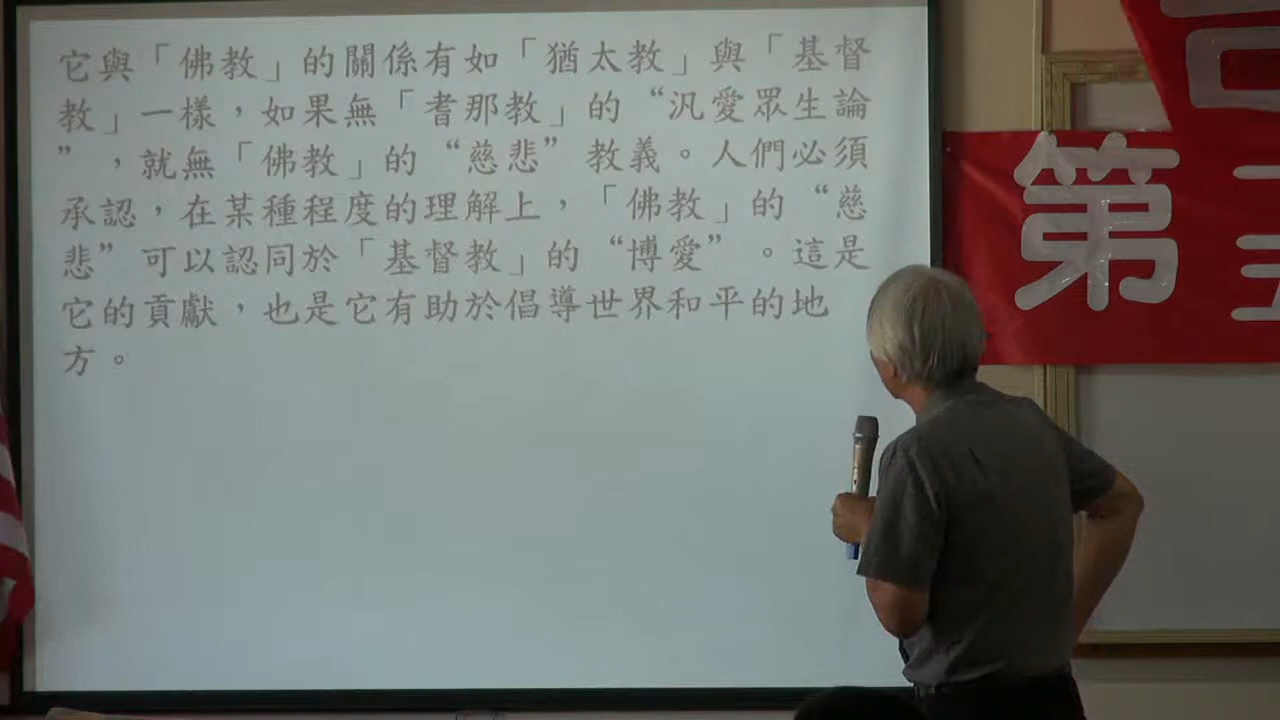 它與「佛教」的關係有如「猶太教」與「基督
教」一樣，如果無「耆那教」的“汎愛眾生論
”，就無「佛教」的“慈悲”教義。人們必須
承認，在某種程度的理解上，「佛教」的“慈
悲”可以認同於「基督教」的“博愛”。這是
它的貢獻，也是它有助於倡導世界和平的地
方。
第